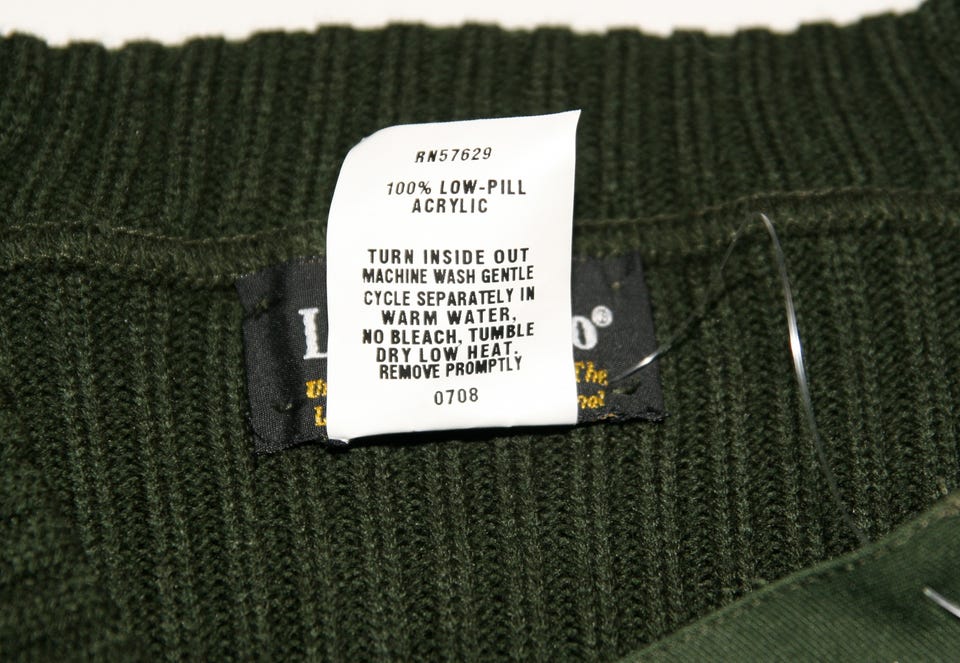 RN57629
100% LOW-PILL
ACRYLIC
TURN INSIDE OUT
MACHINE WASH GENTLE
CYCLE SEPARATELY IN
WARM WATER,
NO BLEACH, TUMBLE
DRY LOW HEAT.
REMOVE PROMPTLY
0708
The